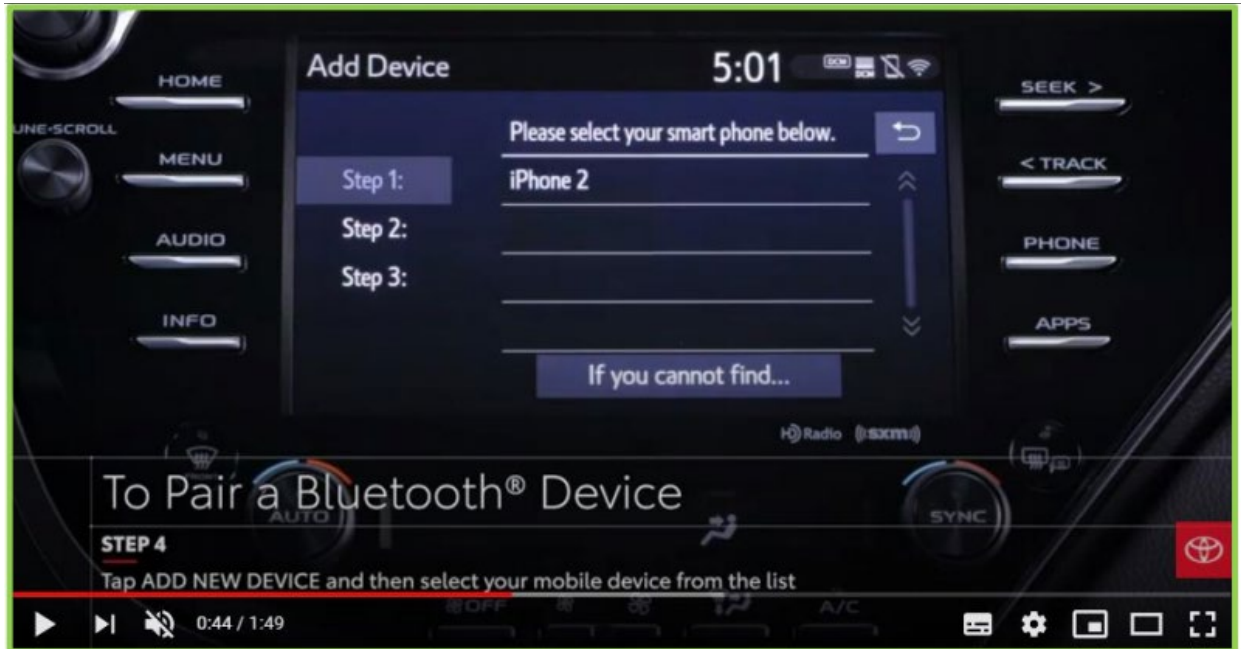 HOME
UNE-SCROLL
MENU
AUDIO
INFO
Add Device
5:01
DCM
DCM
Please select your smart phone below.
Step 1:
iPhone 2
Step 2:
Step 3:
If you cannot find...
SEEK >
< TRACK
PHONE
APPS
HD Radio ((SXM))
To Pair a Bluetooth® Device
AUTO
SYNC
STEP 4
Tap ADD NEW DEVICE and then select your mobile device from the list
OFF
A/C
0:44 / 1:49